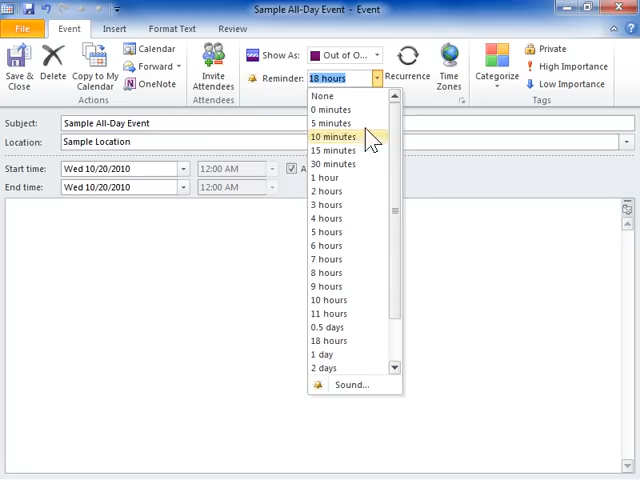 Sample All-Day Event - Event
File Event Insert Format Text Review
Save & Close
Delete
Copy to My Calendar
Calendar
Forward
OneNote
Actions
Invite Attendees
Attendees
Show As: Out of O...
Reminder: 18 hours
Recurrence
Time Zones
Categorize
Private
High Importance
Low Importance
Tags
None
0 minutes
5 minutes
10 minutes
15 minutes
30 minutes
1 hour
2 hours
3 hours
4 hours
5 hours
6 hours
7 hours
8 hours
9 hours
10 hours
11 hours
0.5 days
18 hours
1 day
2 days
Sound...
Subject: Sample All-Day Event
Location: Sample Location
Start time: Wed 10/20/2010 12:00 AM A
End time: Wed 10/20/2010 12:00 AM